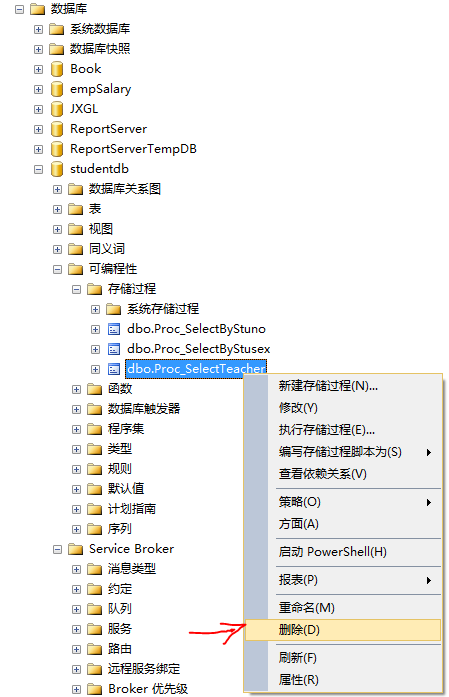 数据库
系统数据库
数据库快照
Book
empSalary
JXGL
ReportServer
ReportServerTempDB
studentdb
数据库关系图
表
视图
同义词
可编程性
存储过程
系统存储过程
dbo.Proc_SelectByStuno
dbo.Proc_SelectByStusex
dbo.Proc_SelectTeacher
函数
数据库触发器
程序集
类型
规则
默认值
计划指南
序列
Service Broker
消息类型
约定
队列
服务
路由
远程服务绑定
Broker 优先级
新建存储过程(N)...
修改(Y)
执行存储过程(E)...
编写存储过程脚本为(S)
查看依赖关系(V)
策略(O)
方面(A)
启动 PowerShell(H)
报表(P)
重命名(M)
删除(D)
刷新(F)
属性(R)